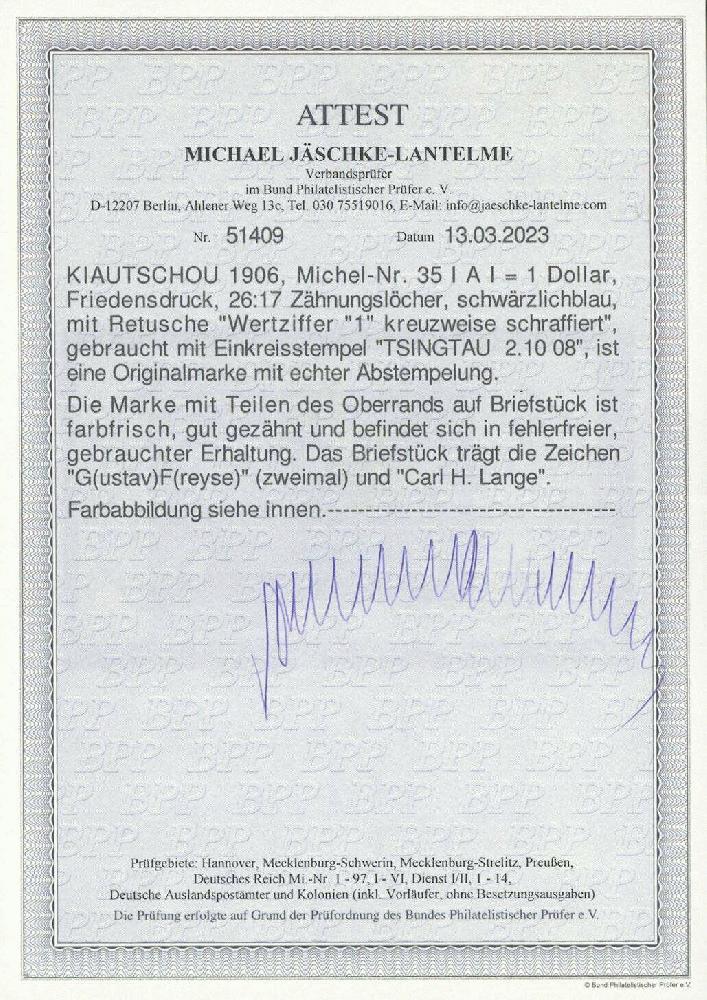 ATTEST
MICHAEL JÄSCHKE-LANTELME
Verbandsprüfer
im Bund Philatelistischer Prüfer e. V.
D-12207 Berlin, Ahlener Weg 13c, Tel. 030 75519016, E-Mail: info@jaeschke-lantelme.com
Nr. 51409 Datum 13.03.2023
KIAUTSCHOU 1906, Michel-Nr. 35 I A I = 1 Dollar,
Friedensdruck, 26:17 Zähnungslöcher, schwärzlichblau,
mit Retusche "Wertziffer "1" kreuzweise schraffiert",
gebraucht mit Einkreisstempel "TSINGTAU 2.10 08", ist
eine Originalmarke mit echter Abstempelung.
Die Marke mit Teilen des Oberrands auf Briefstück ist
farbfrisch, gut gezähnt und befindet sich in fehlerfreier,
gebrauchter Erhaltung. Das Briefstück trägt die Zeichen
"G(ustav)F(reyse)" (zweimal) und "Carl H. Lange".
Farbabbildung siehe innen.------------------------------------
Prüfgebiete: Hannover, Mecklenburg-Schwerin, Mecklenburg-Strelitz, Preußen,
Deutsches Reich Mi.-Nr. 1 - 97, I - VI, Dienst I/II, 1 - 14,
Deutsche Auslandspostämter und Kolonien (inkl. Vorläufer, ohne Besetzungsausgaben)
Die Prüfung erfolgte auf Grund der Prüfordnung des Bundes Philatelistischer Prüfer e.V.
© Bund Philatelistischer Prüfer e.V.